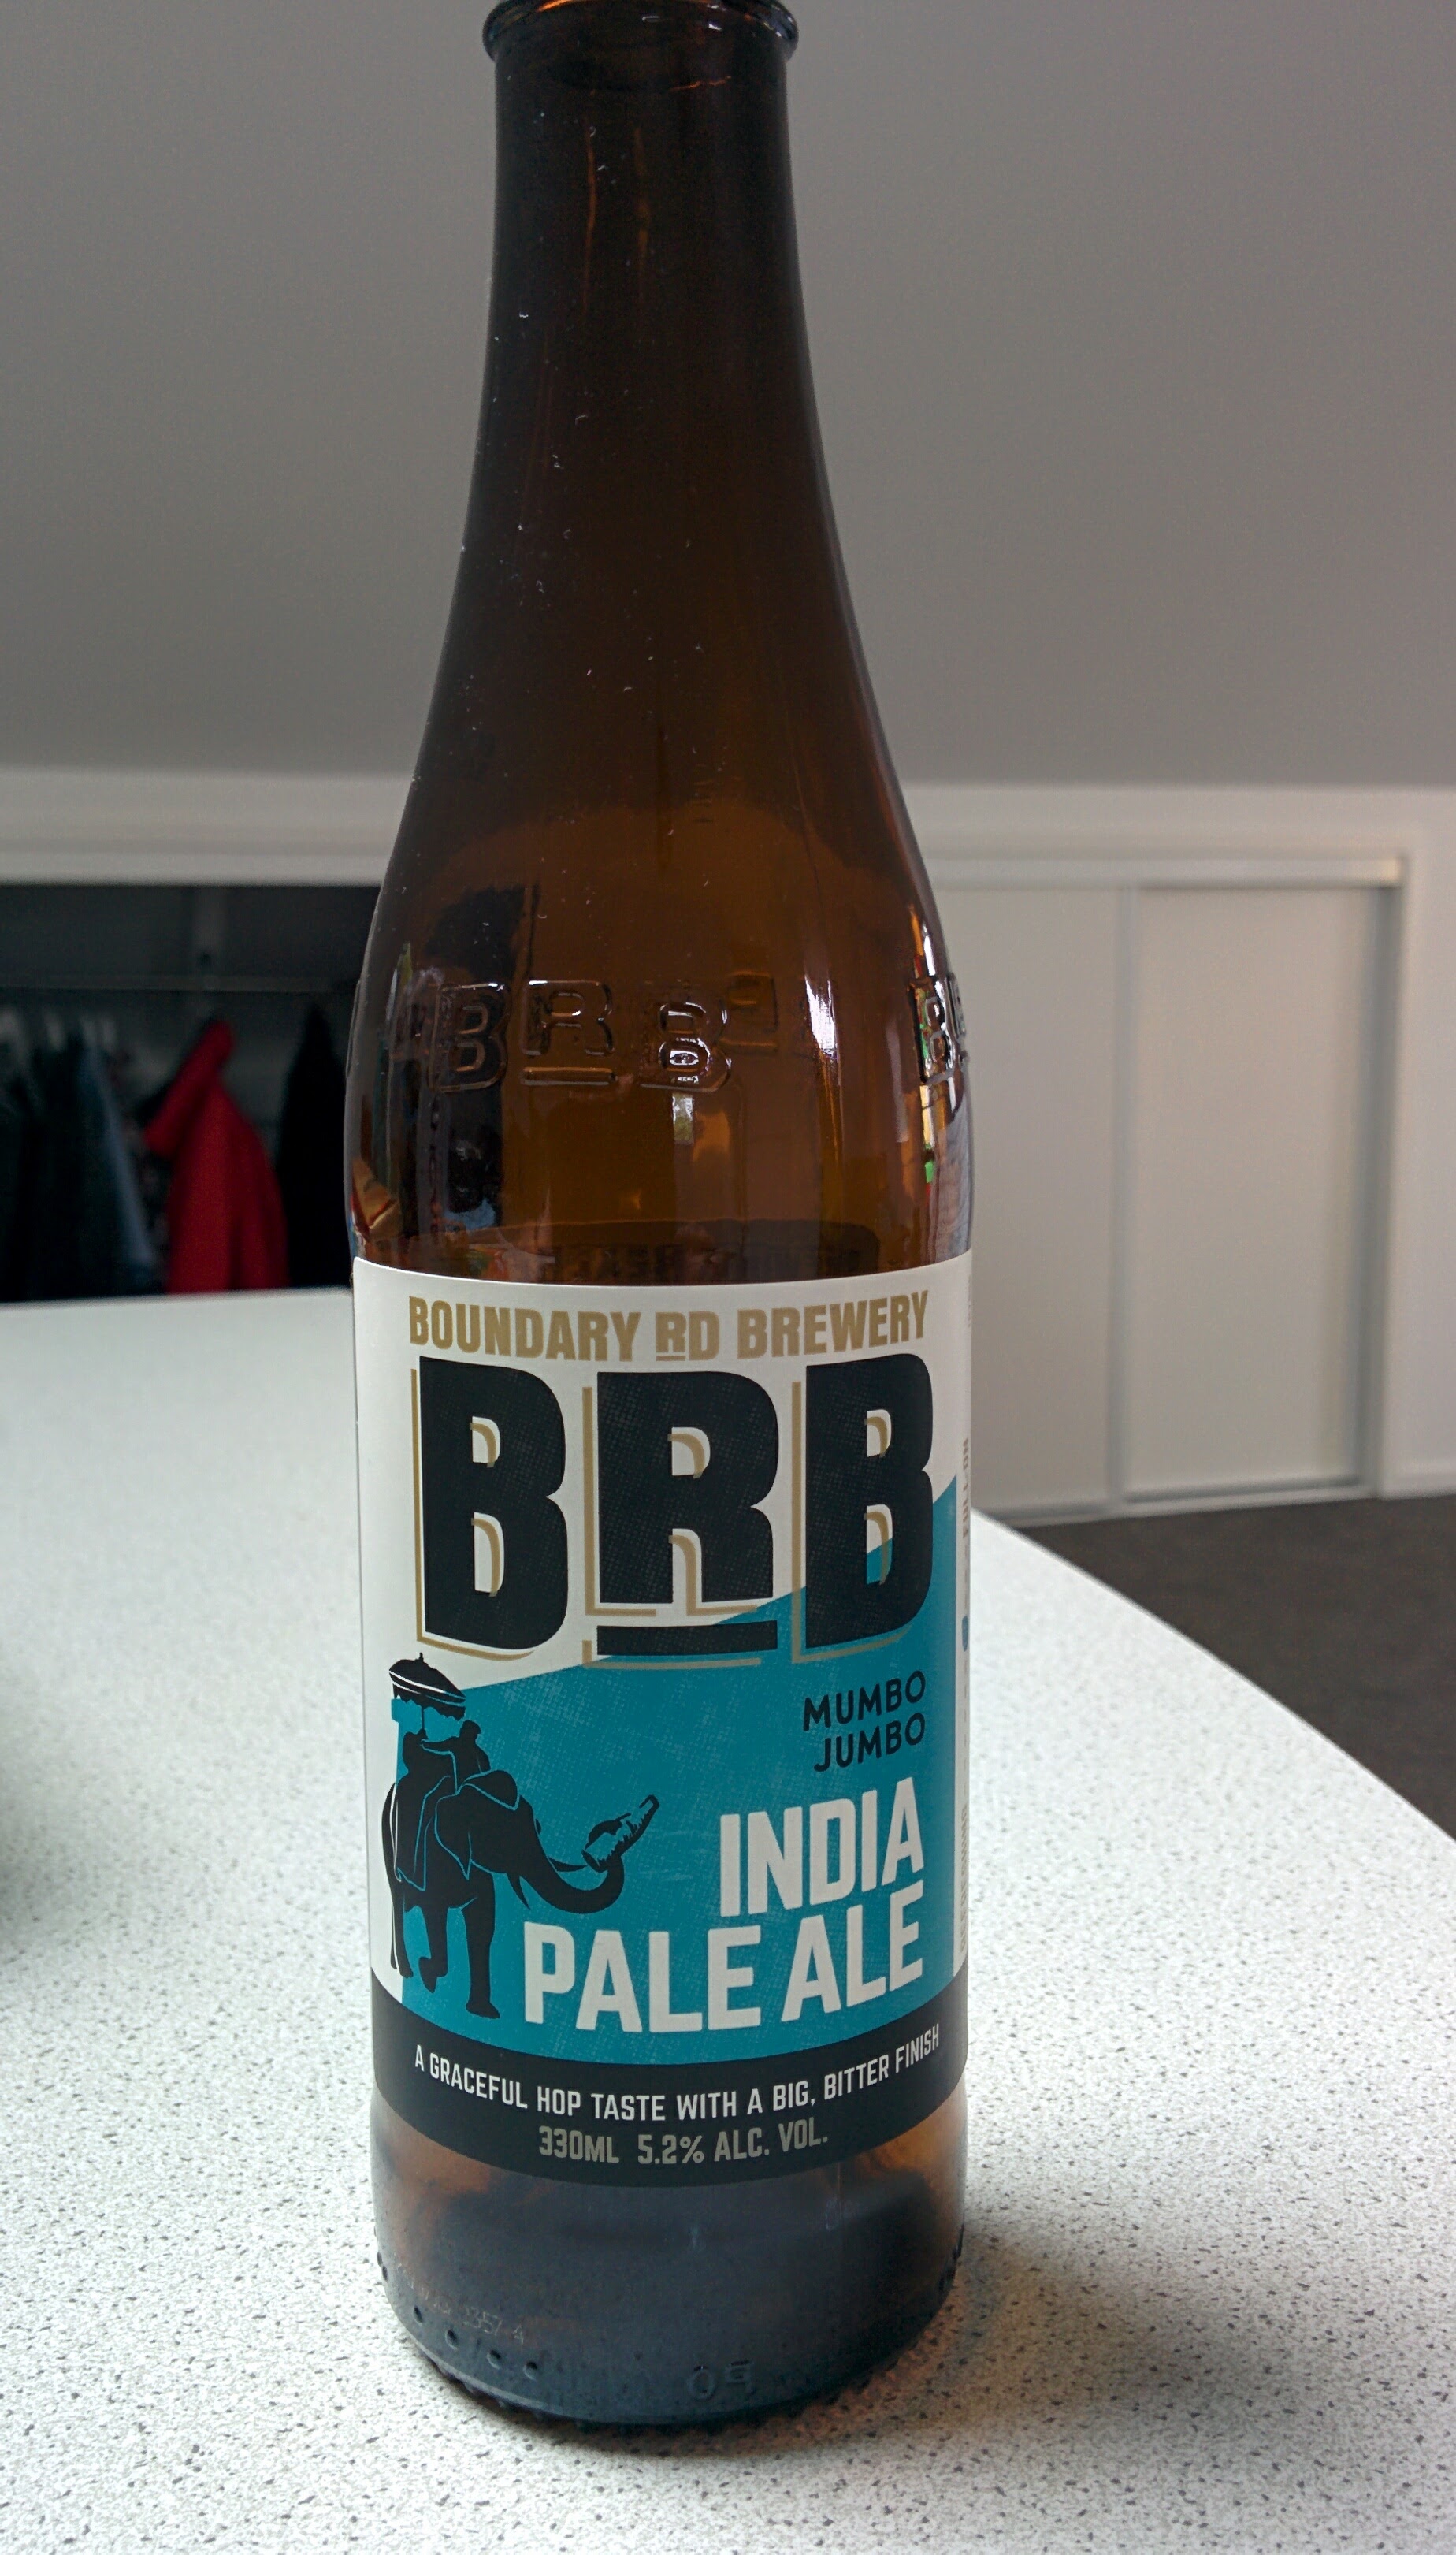 BRB
BOUNDARY RD BREWERY
BRB
MUMBO
JUMBO
INDIA
PALE ALE
A GRACEFUL HOP TASTE WITH A BIG, BITTER FINISH
330ML 5.2% ALC. VOL.